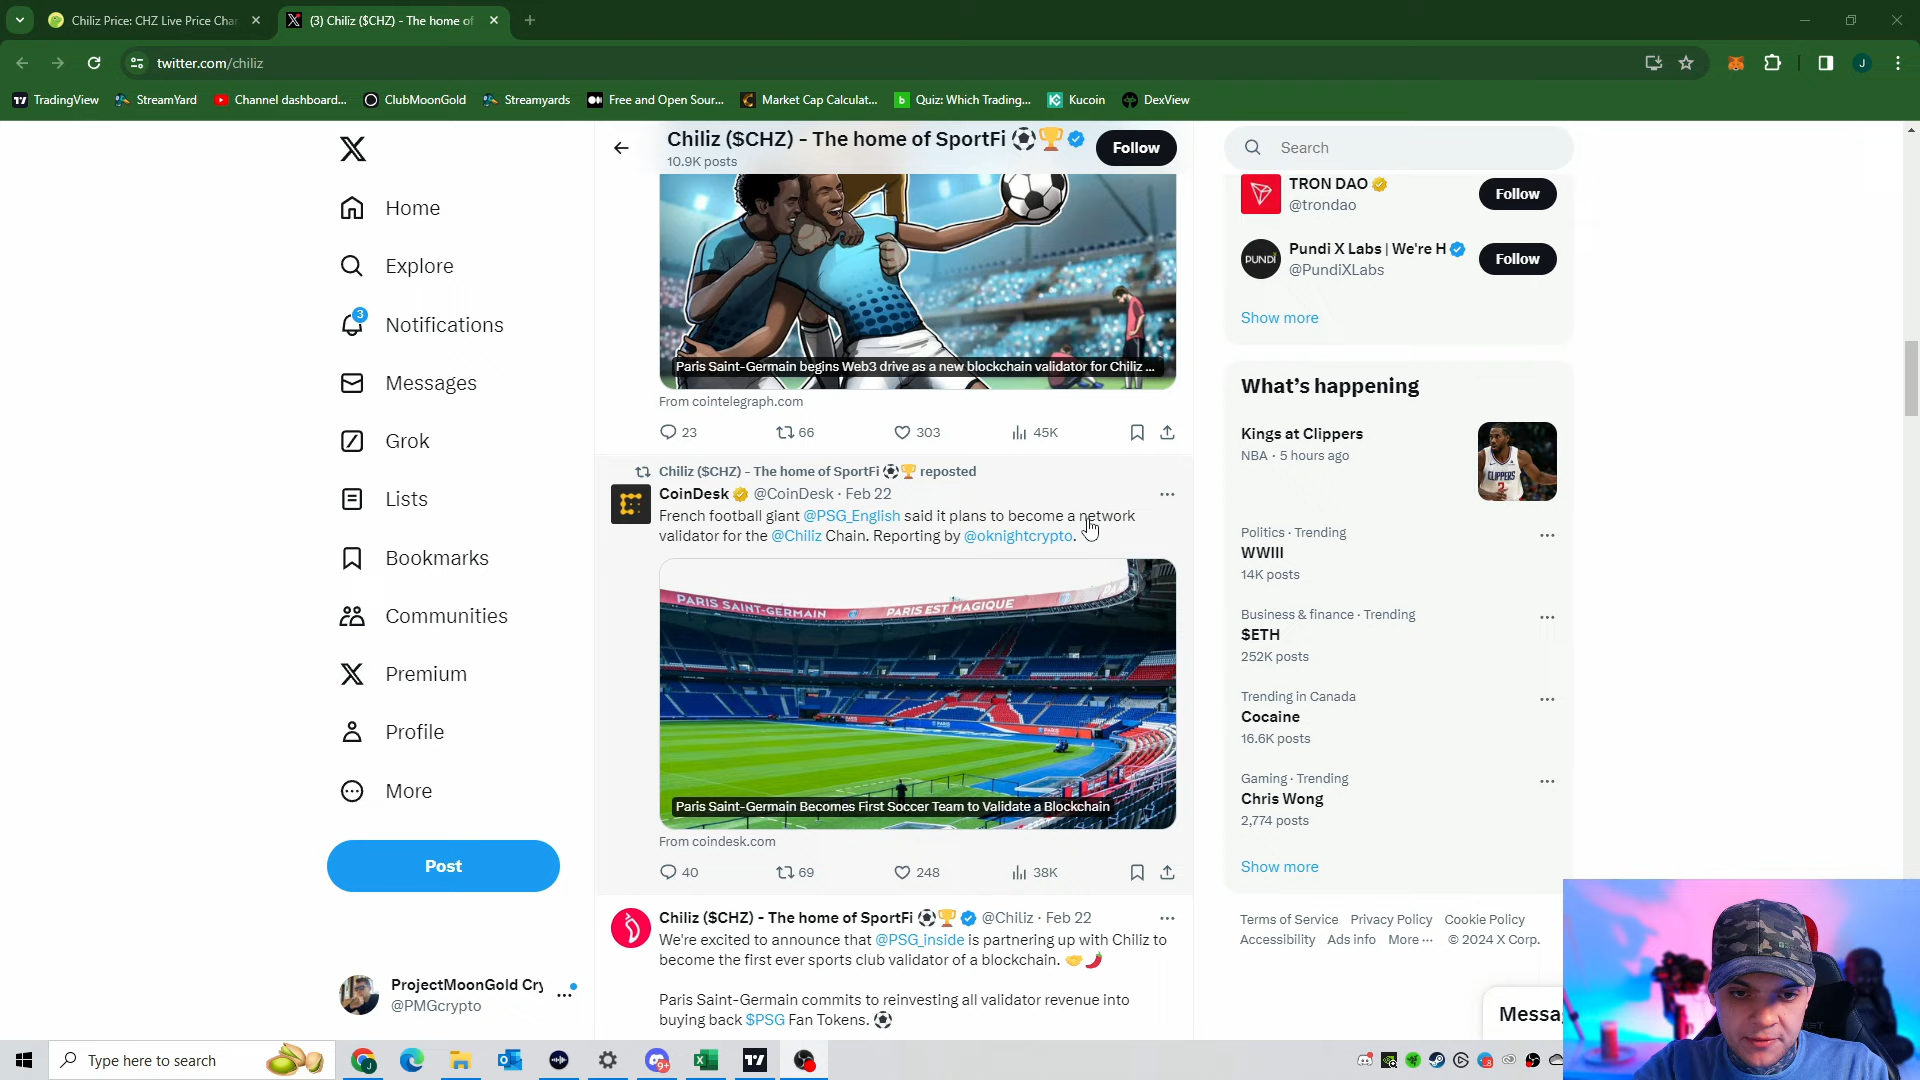 Chiliz Price: CHZ Live Price Char
(3) Chiliz ($CHZ) - The home of
twitter.com/chiliz
J
TradingView
StreamYard
Channel dashboard...
ClubMoonGold
Streamyards
Free and Open Sour...
Market Cap Calculat...
Quiz: Which Trading...
Kucoin
DexView
Chiliz ($CHZ) - The home of SportFi ⚽🏆
10.9K posts
Follow
Search
Home
Explore
3
Notifications
Messages
Grok
Lists
Bookmarks
Communities
Premium
Profile
More
Post
ProjectMoonGold Cry
@PMGcrypto
Paris Saint-Germain begins Web3 drive as a new blockchain validator for Chiliz ...
From cointelegraph.com
23 66 303 45K
Chiliz ($CHZ) - The home of SportFi ⚽🏆 reposted
CoinDesk @CoinDesk · Feb 22
French football giant @PSG_English said it plans to become a network
validator for the @Chiliz Chain. Reporting by @oknightcrypto.
PARIS SAINT-GERMAIN
PARIS EST MAGIQUE
Paris Saint-Germain Becomes First Soccer Team to Validate a Blockchain
From coindesk.com
40 69 248 38K
Chiliz ($CHZ) - The home of SportFi ⚽🏆 @Chiliz · Feb 22
We're excited to announce that @PSG_inside is partnering up with Chiliz to
become the first ever sports club validator of a blockchain. 🤝🌶️
Paris Saint-Germain commits to reinvesting all validator revenue into
buying back $PSG Fan Tokens. ⚽
TRON DAO
@trondao
Follow
PUNDI
Pundi X Labs | We're H
@PundiXLabs
Follow
Show more
What's happening
Kings at Clippers
NBA · 5 hours ago
CLIPPERS
2
Politics · Trending
WWIII
14K posts
Business & finance · Trending
$ETH
252K posts
Trending in Canada
Cocaine
16.6K posts
Gaming · Trending
Chris Wong
2,774 posts
Show more
Terms of Service Privacy Policy Cookie Policy
Accessibility Ads info More ··· © 2024 X Corp.
Messa
Type here to search
9+